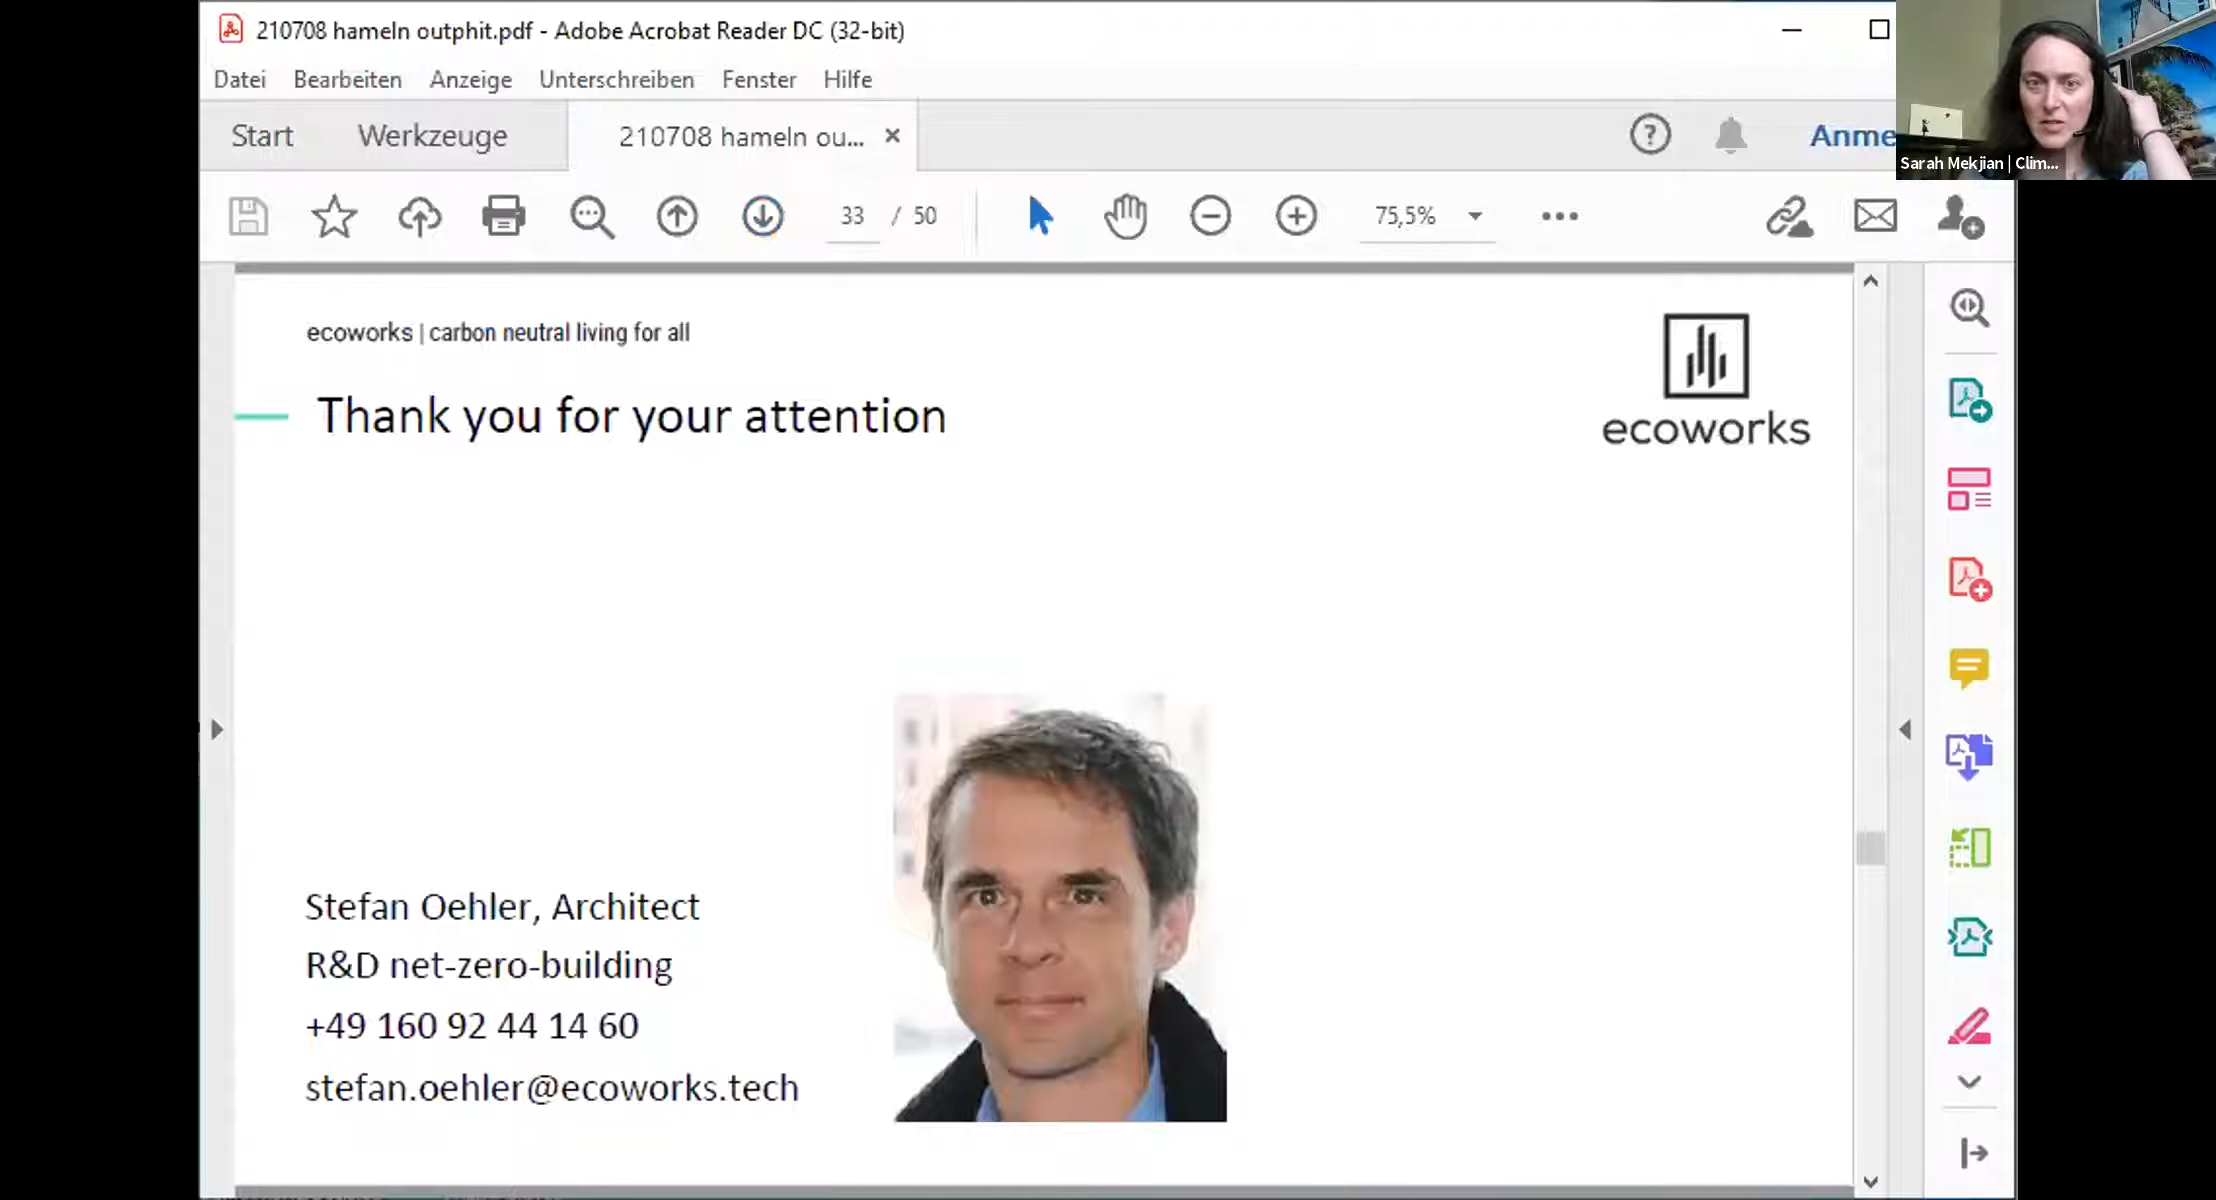 210708 hameln outphit.pdf - Adobe Acrobat Reader DC (32-bit)
Datei Bearbeiten Anzeige Unterschreiben Fenster Hilfe
Start Werkzeuge 210708 hameln ou... Anme
Sarah Mekjian | Clim...
33 / 50 75,5%
ecoworks | carbon neutral living for all
Thank you for your attention
ecoworks
Stefan Oehler, Architect
R&D net-zero-building
+49 160 92 44 14 60
stefan.oehler@ecoworks.tech